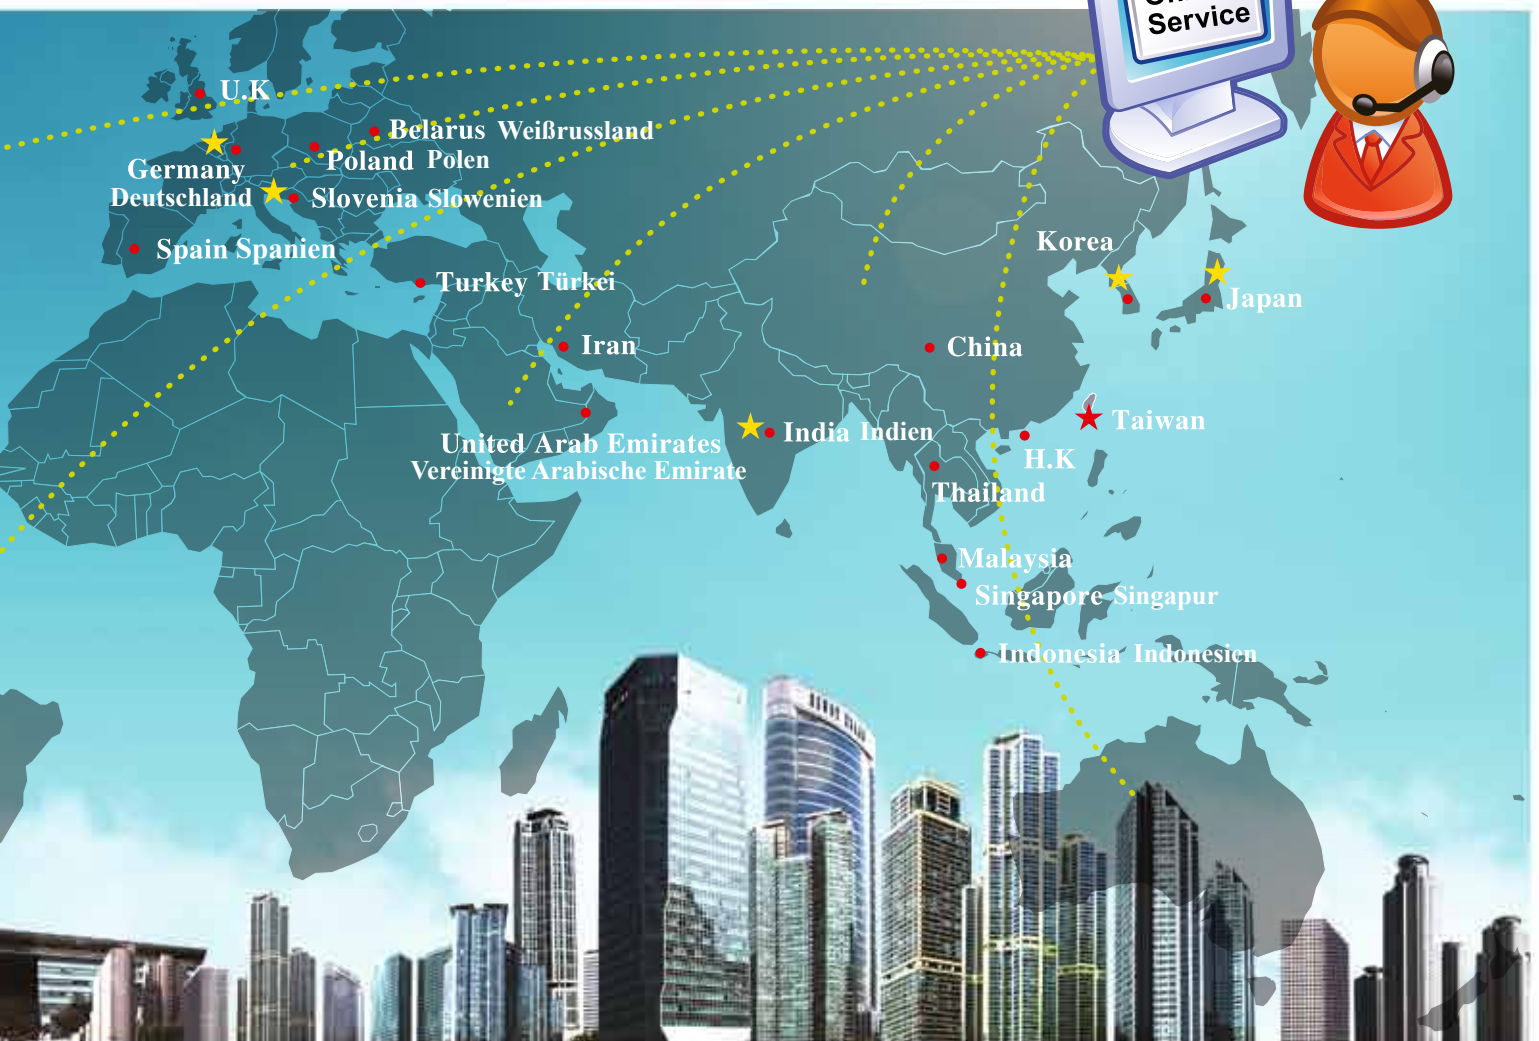 Service
U.K
Belarus Weißrussland
Poland Polen
Germany
Deutschland
Slovenia Slowenien
Korea
Spain Spanien
Turkey Türkei
Japan
Iran
China
Taiwan
India Indien
United Arab Emirates
Vereinigte Arabische Emirate
H.K
Thailand
Malaysia
Singapore Singapur
Indonesia Indonesien